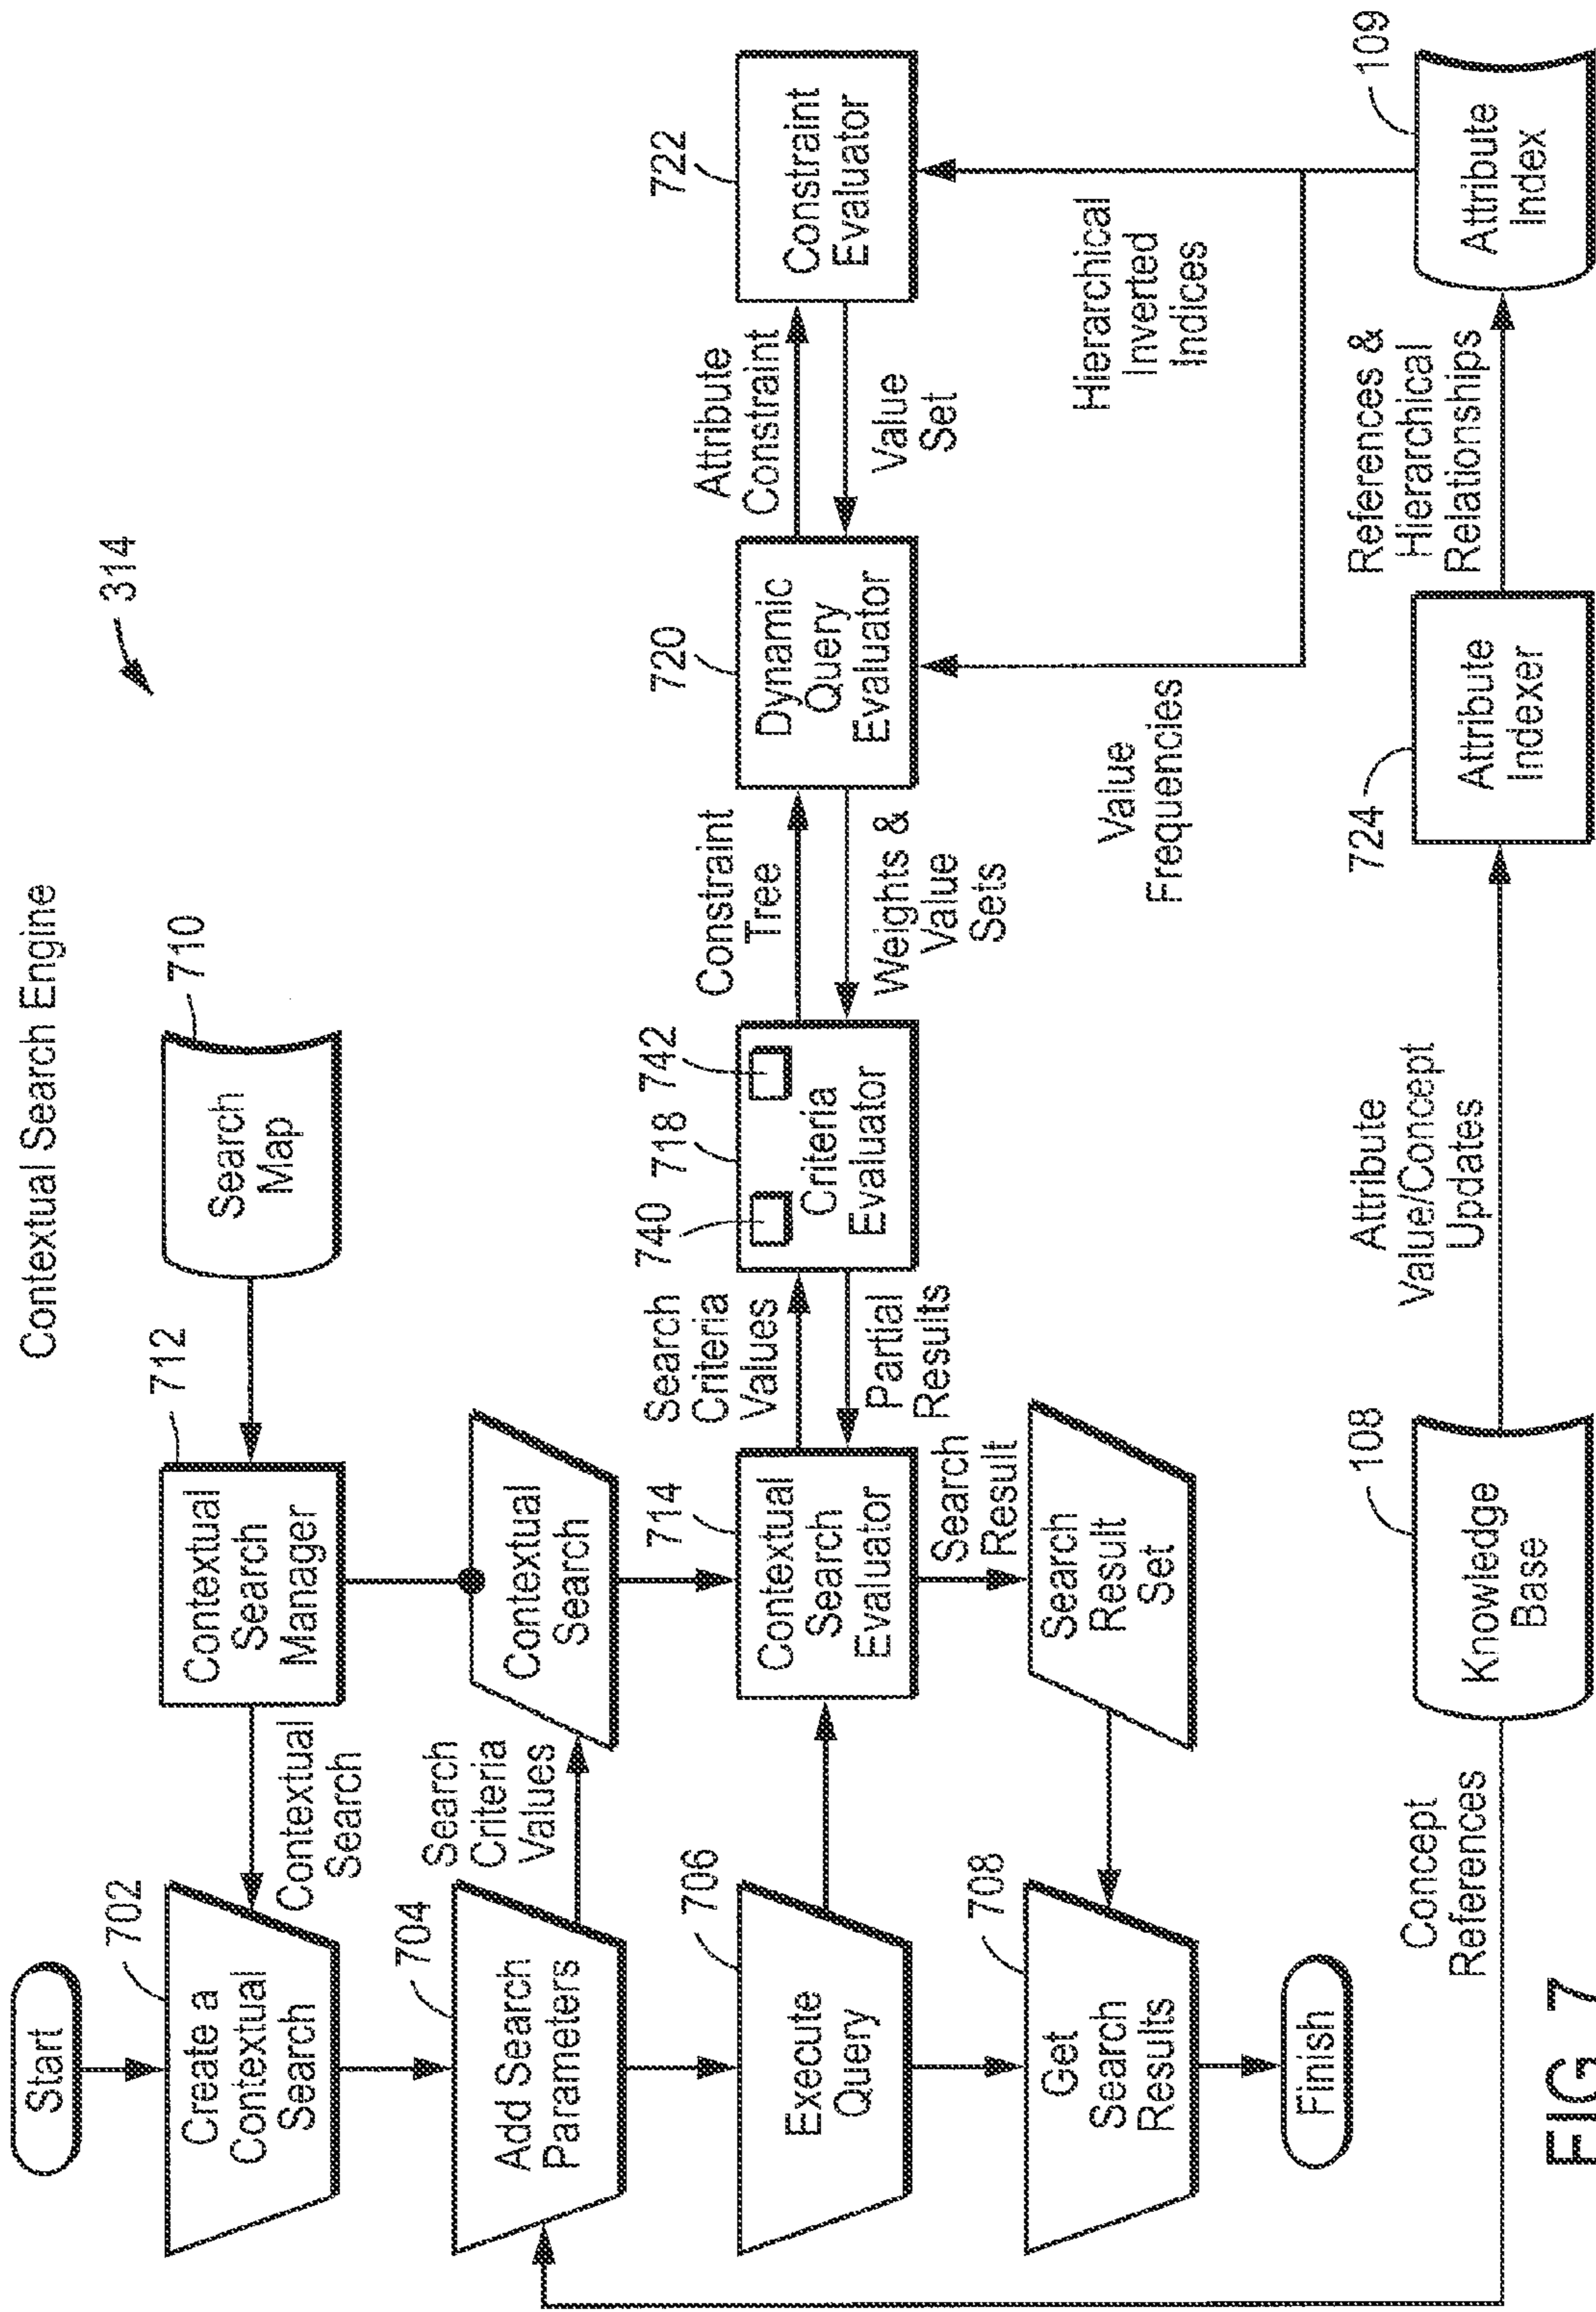 Contextual Search Engine
314
Start
702
Create a
Contextual
Search
Contextual
Search
712
Contextual
Search
Manager
710
Search
Map
704
Add Search
Parameters
Search
Criteria
Values
Contextual
Search
706
Execute
Query
714
Contextual
Search
Evaluator
Search
Criteria
Values
Partial
Results
740
718
742
Criteria
Evaluator
Constraint
Tree
Weights &
Value
Sets
720
Dynamic
Query
Evaluator
Attribute
Constraint
Value
Set
722
Constraint
Evaluator
708
Get
Search
Results
Search
Result
Search
Result
Set
Value
Frequencies
Hierarchical
Inverted
Indices
Finish
Concept
References
108
Knowledge
Base
Attribute
Value/Concept
Updates
724
Attribute
Indexer
References &
Hierarchical
Relationships
109
Attribute
Index
FIG. 7